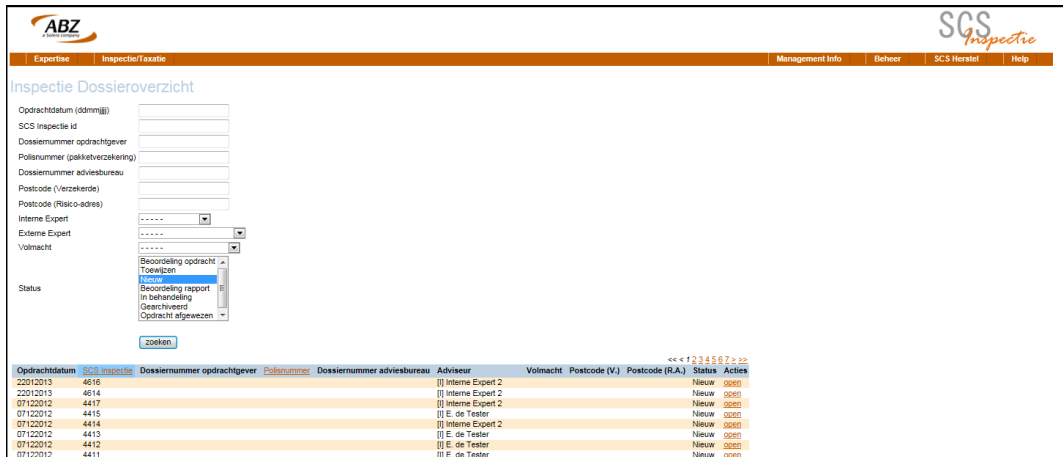 ABZ
a Solera company
SCS
Inspectie
Expertise Inspectie/Taxatie Management Info Beheer SCS Herstel Help
Inspectie Dossieroverzicht
Opdrachtdatum (ddmmjjjj)
SCS Inspectie id
Dossiernummer opdrachtgever
Polisnummer (pakketverzekering)
Dossiernummer adviesbureau
Postcode (Verzekerde)
Postcode (Risico-adres)
Interne Expert - - - - -
Externe Expert - - - - -
Volmacht - - - - -
Beoordeling opdracht
Toewijzen
Nieuw
Status Beoordeling rapport
In behandeling
Gearchiveerd
Opdracht afgewezen
zoeken
<< < 1 2 3 4 5 6 7 > >>
Opdrachtdatum SCS Inspectie Dossiernummer opdrachtgever Polisnummer Dossiernummer adviesbureau Adviseur Volmacht Postcode (V.) Postcode (R.A.) Status Acties
22012013 4616 [I] Interne Expert 2 Nieuw open
22012013 4614 [I] Interne Expert 2 Nieuw open
07122012 4417 [I] Interne Expert 2 Nieuw open
07122012 4415 [I] E. de Tester Nieuw open
07122012 4414 [I] Interne Expert 2 Nieuw open
07122012 4413 [I] E. de Tester Nieuw open
07122012 4412 [I] E. de Tester Nieuw open
07122012 4411 [I] E. de Tester Nieuw open